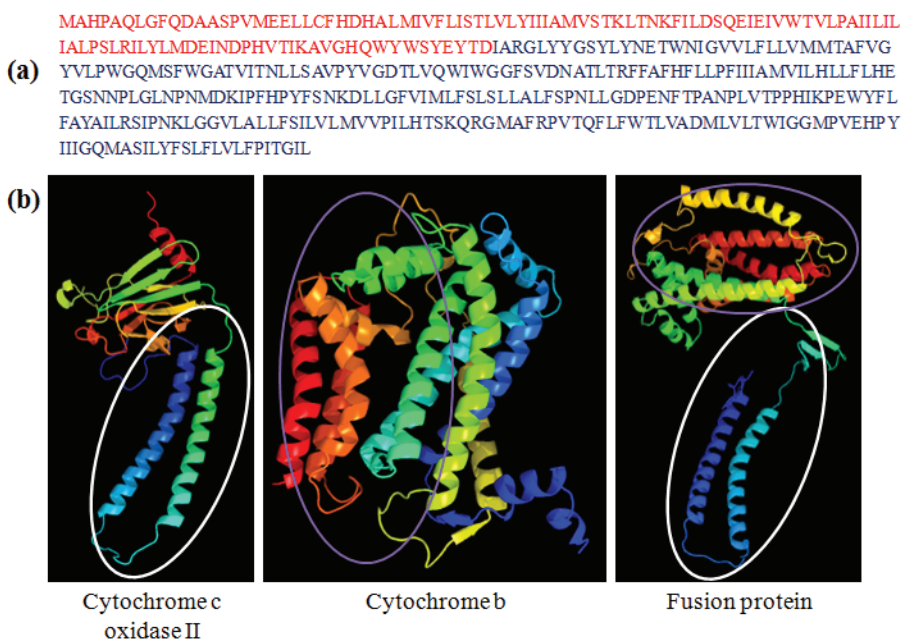 (a)
MAHPAQLGFQDAASPVMEELLCFHDHALMIVFLISTLVLYIIIAMVSTKLTNKFILDSQEIEIVWTVLPAIILIL
IALPSLRILYLMDEINDPHVTIKAVGHQWYWSYEYTDIARGLYYGSYLYNETWNIGVVLFLLVMMTAFVG
YVLPWGQMSFWGATVITNLLSAVPYVGDTLVQWIWGGFSVDNATLTRFFAFHFLLPFIIIAMVILHLLFLHE
TGSNNPLGLNPNMDKIPFHPYFSNKDLLGFVIMLFSLSLLALFSPNLLGDPENFTPANPLVTPPHIKPEWYFL
FAYAILRSIPNKLGGVLALLFSILVLMVVPILHTSKQRGMAFRPVTQFLFWTLVADMLVLTWIGGMPVEHPY
IIIGQMASILYFSLFLVLFPITGIL
(b)
Cytochrome c
oxidase II
Cytochrome b
Fusion protein